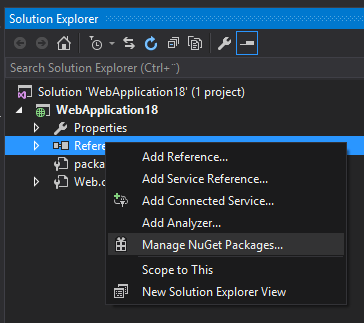 Solution Explorer
Search Solution Explorer (Ctrl+¨)
Solution 'WebApplication18' (1 project)
WebApplication18
Properties
Refere
packa
Web.c
Add Reference...
Add Service Reference...
Add Connected Service...
Add Analyzer...
Manage NuGet Packages...
Scope to This
New Solution Explorer View